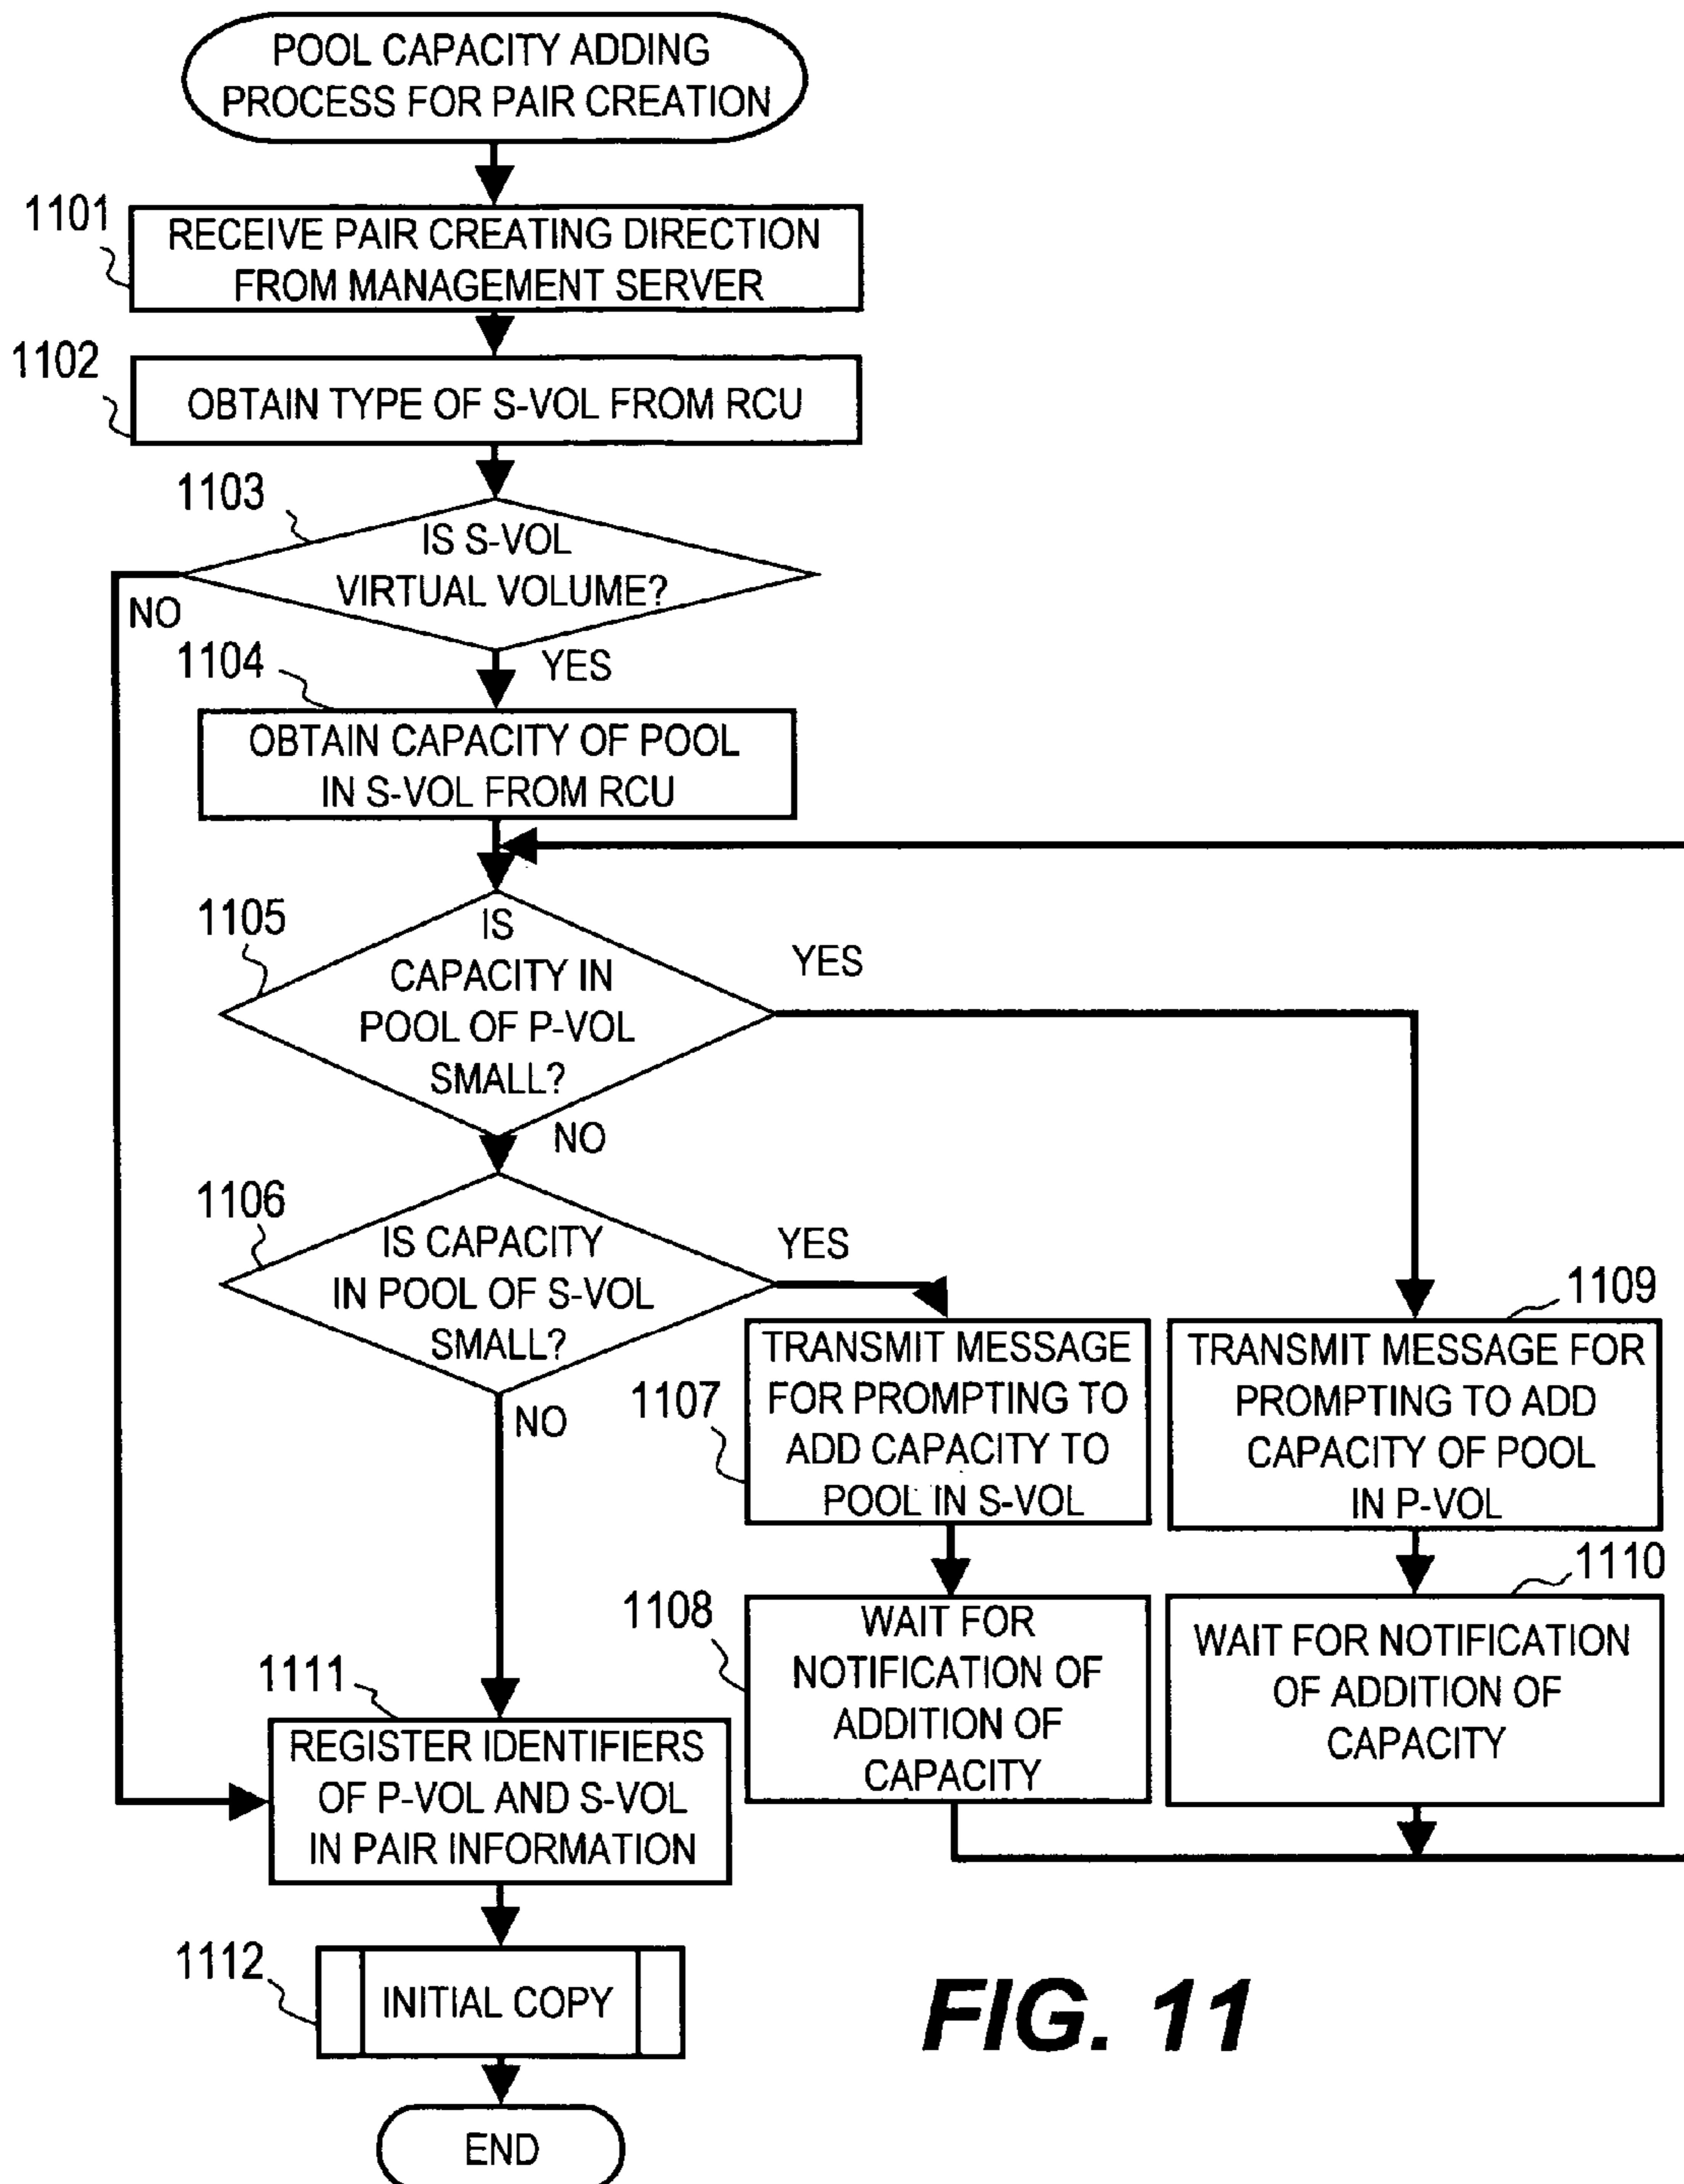 POOL CAPACITY ADDING
PROCESS FOR PAIR CREATION
1101
RECEIVE PAIR CREATING DIRECTION
FROM MANAGEMENT SERVER
1102
OBTAIN TYPE OF S-VOL FROM RCU
1103
IS S-VOL
VIRTUAL VOLUME?
NO
YES
1104
OBTAIN CAPACITY OF POOL
IN S-VOL FROM RCU
1105
IS
CAPACITY IN
POOL OF P-VOL
SMALL?
YES
NO
1106
IS CAPACITY
IN POOL OF S-VOL
SMALL?
YES
NO
1107
TRANSMIT MESSAGE
FOR PROMPTING TO
ADD CAPACITY TO
POOL IN S-VOL
1109
TRANSMIT MESSAGE FOR
PROMPTING TO ADD
CAPACITY OF POOL
IN P-VOL
1108
WAIT FOR
NOTIFICATION OF
ADDITION OF
CAPACITY
1110
WAIT FOR NOTIFICATION
OF ADDITION OF
CAPACITY
1111
REGISTER IDENTIFIERS
OF P-VOL AND S-VOL
IN PAIR INFORMATION
1112
INITIAL COPY
END
FIG. 11